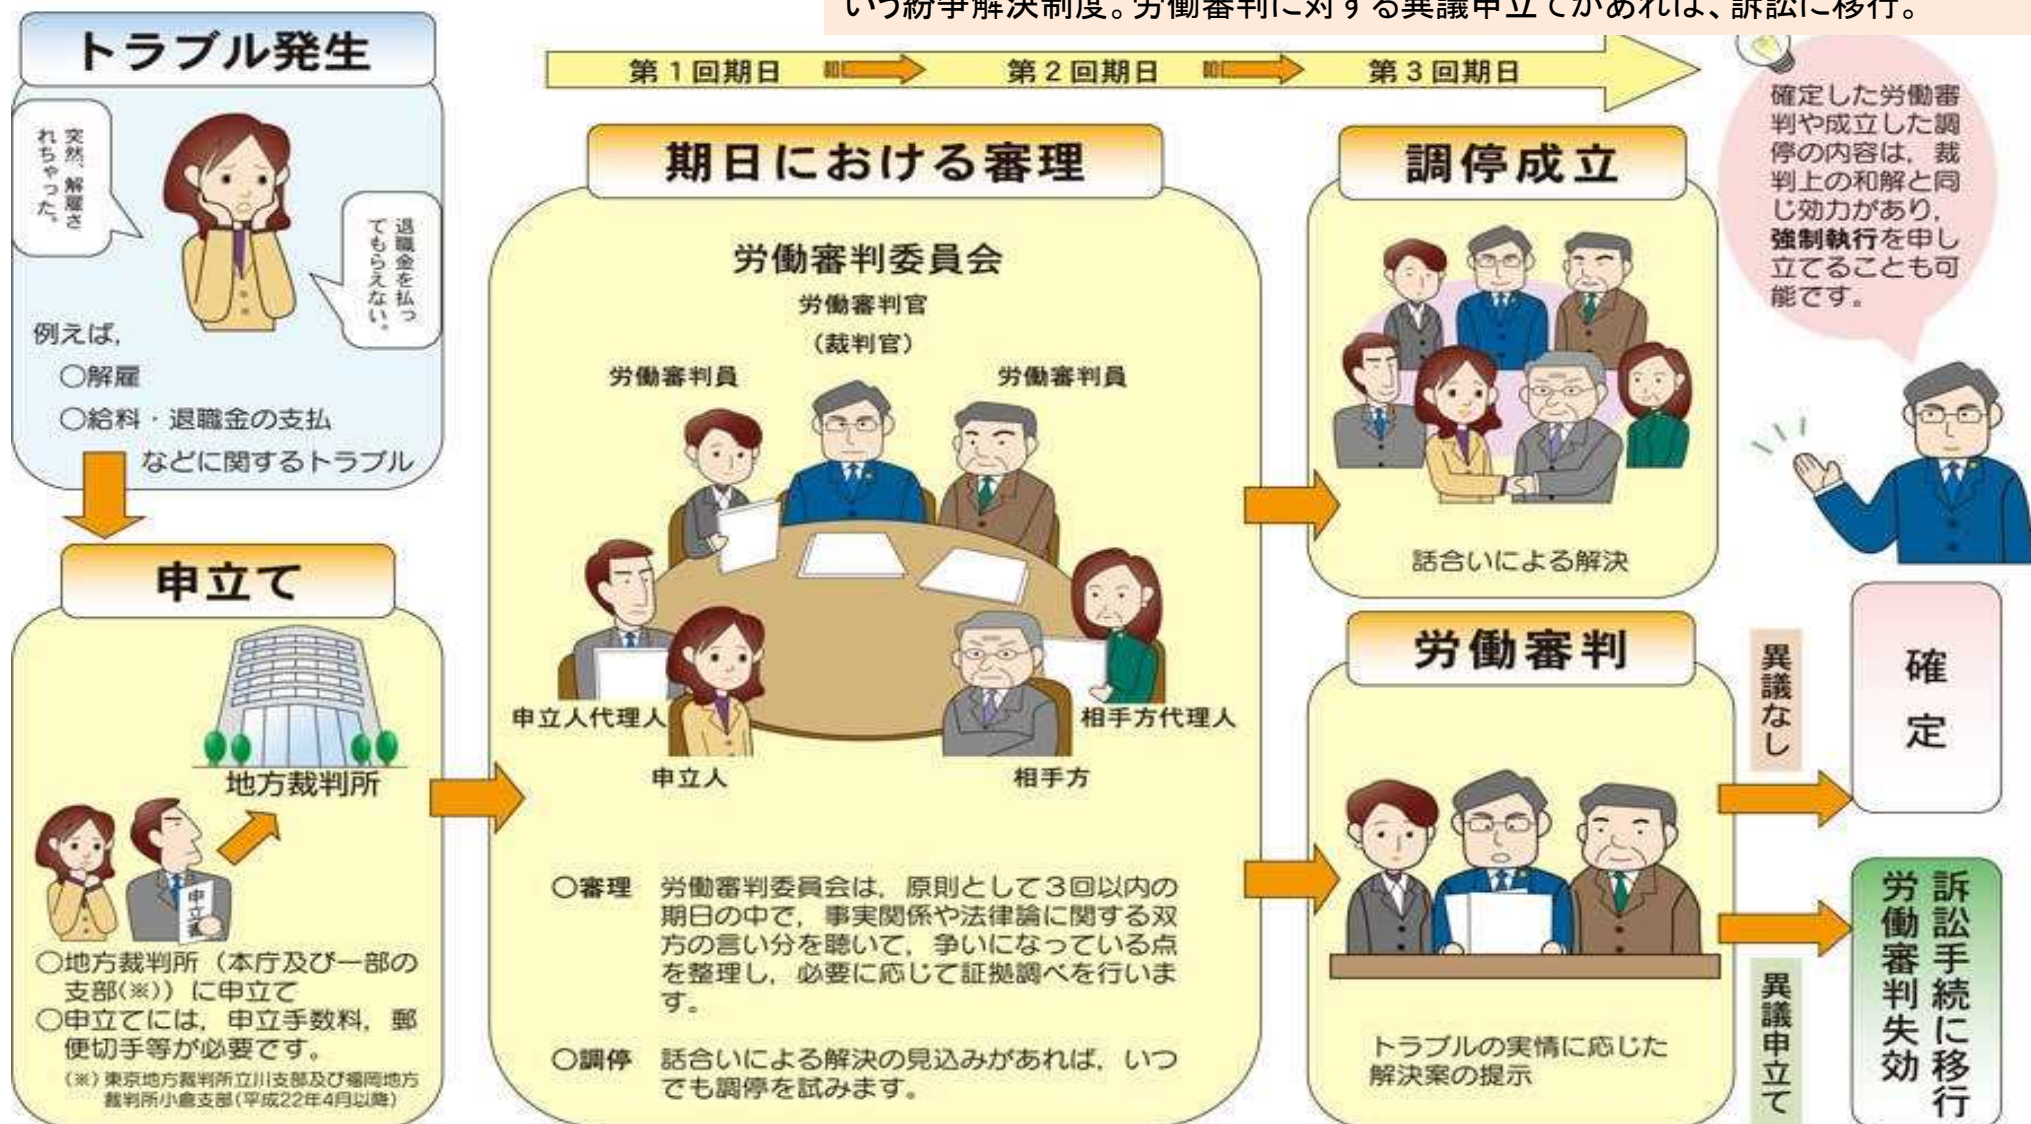 いう紛争解決制度。労働審判に対する異議申立てがあれば、訴訟に移行。
トラブル発生
突然、解雇さ
れちゃった。
退職金を払っ
てもらえない。
例えば,
○解雇
○給料・退職金の支払
などに関するトラブル
申立て
地方裁判所
申立書
○地方裁判所（本庁及び一部の
支部(※)）に申立て
○申立てには，申立手数料，郵
便切手等が必要です。
(※)東京地方裁判所立川支部及び福岡地方
裁判所小倉支部(平成22年4月以降)
第1回期日
第2回期日
第3回期日
期日における審理
労働審判委員会
労働審判官
（裁判官）
労働審判員
労働審判員
申立人代理人
相手方代理人
申立人
相手方
○審理 労働審判委員会は，原則として3回以内の
期日の中で，事実関係や法律論に関する双
方の言い分を聴いて，争いになっている点
を整理し，必要に応じて証拠調べを行いま
す。
○調停 話合いによる解決の見込みがあれば，いつ
でも調停を試みます。
調停成立
話合いによる解決
確定した労働審
判や成立した調
停の内容は，裁
判上の和解と同
じ効力があり，
強制執行を申し
立てることも可
能です。
労働審判
トラブルの実情に応じた
解決案の提示
異議なし
確定
異議申立て
訴訟手続に移行
労働審判失効